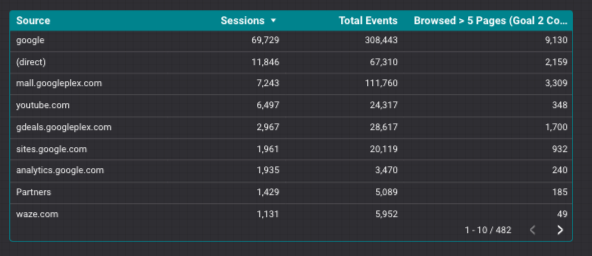 Source Sessions Total Events Browsed > 5 Pages (Goal 2 Co...
google 69,729 308,443 9,130
(direct) 11,846 67,310 2,159
mall.googleplex.com 7,243 111,760 3,309
youtube.com 6,497 24,317 348
gdeals.googleplex.com 2,967 28,617 1,700
sites.google.com 1,961 20,119 932
analytics.google.com 1,935 3,470 240
Partners 1,429 5,089 185
waze.com 1,131 5,952 49
1 - 10 / 482